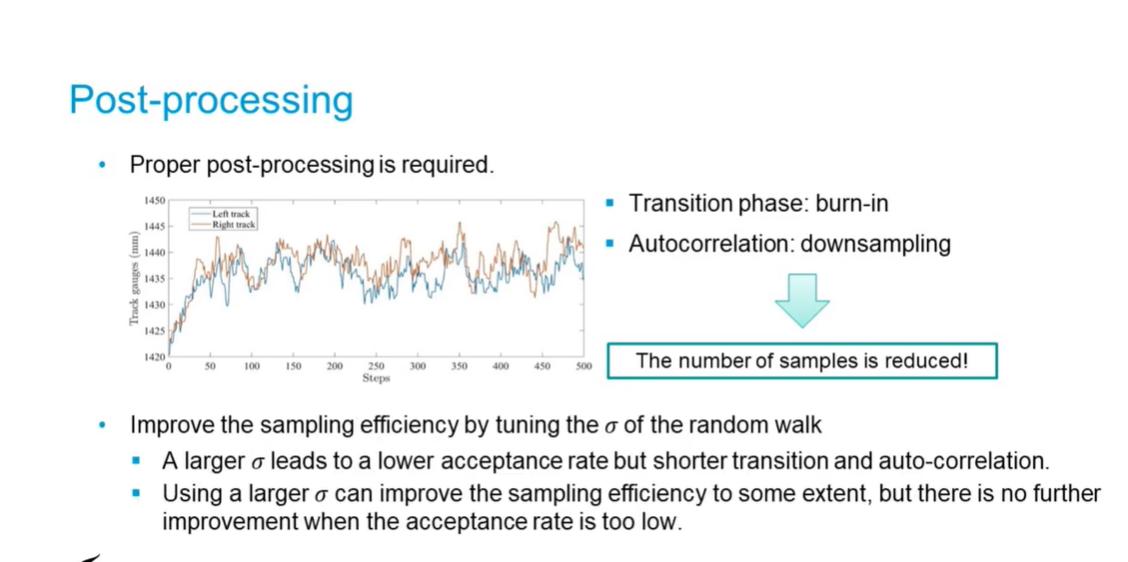 Post-processing
• Proper post-processing is required.
1450
1445
1440
1435
1430
1425
1420
Track gauges (mm)
Left track
Right track
0 50 100 150 200 250 300 350 400 450 500
Steps
▪ Transition phase: burn-in
▪ Autocorrelation: downsampling
The number of samples is reduced!
• Improve the sampling efficiency by tuning the σ of the random walk
▪ A larger σ leads to a lower acceptance rate but shorter transition and auto-correlation.
▪ Using a larger σ can improve the sampling efficiency to some extent, but there is no further
improvement when the acceptance rate is too low.